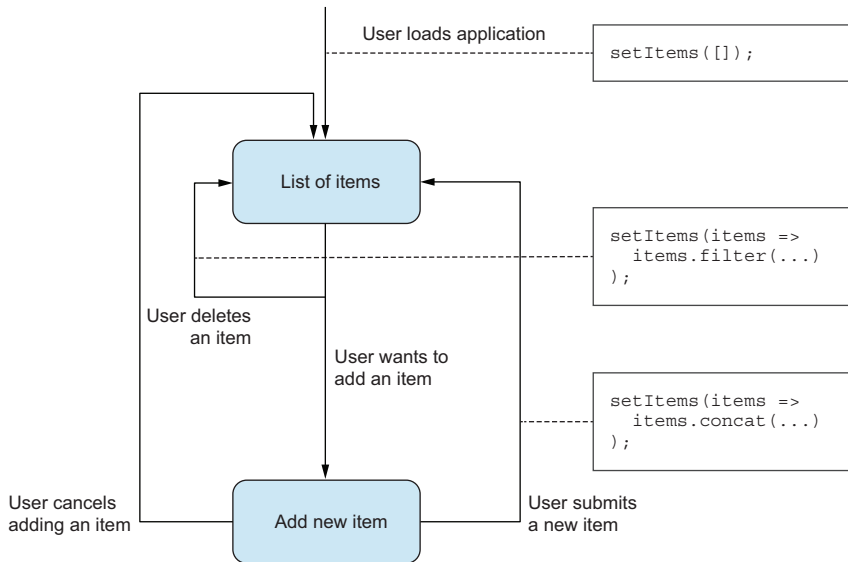 User loads application
setItems([]);
List of items
setItems(items =>
items.filter(...)
);
User deletes
an item
User wants to
add an item
setItems(items =>
items.concat(...)
);
User cancels
adding an item
Add new item
User submits
a new item